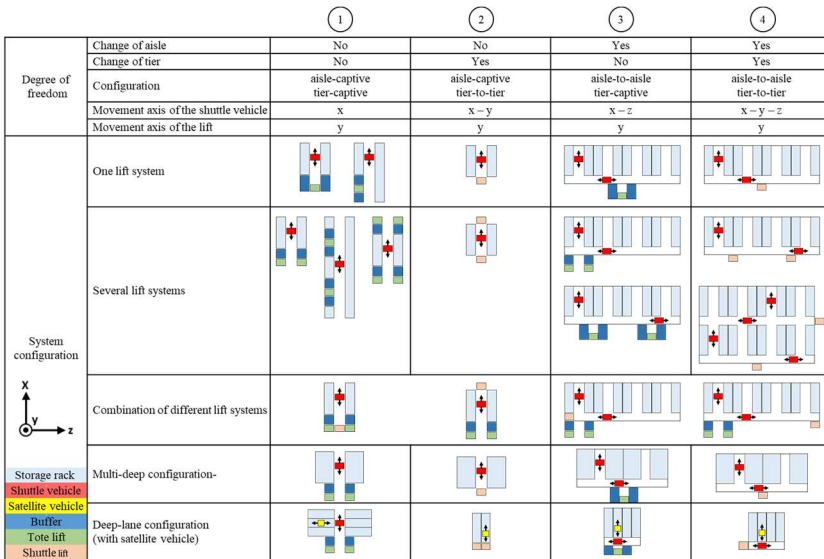 1 2 3 4
Degree of freedom
Change of aisle No No Yes Yes
Change of tier No Yes No Yes
Configuration aisle-captive tier-captive aisle-captive tier-to-tier aisle-to-aisle tier-captive aisle-to-aisle tier-to-tier
Movement axis of the shuttle vehicle x x – y x – z x – y – z
Movement axis of the lift y y y y
System configuration
One lift system
Several lift systems
Combination of different lift systems
Multi-deep configuration-
Deep-lane configuration
(with satellite vehicle)
X
y
z
Storage rack
Shuttle vehicle
Satellite vehicle
Buffer
Tote lift
Shuttle lift